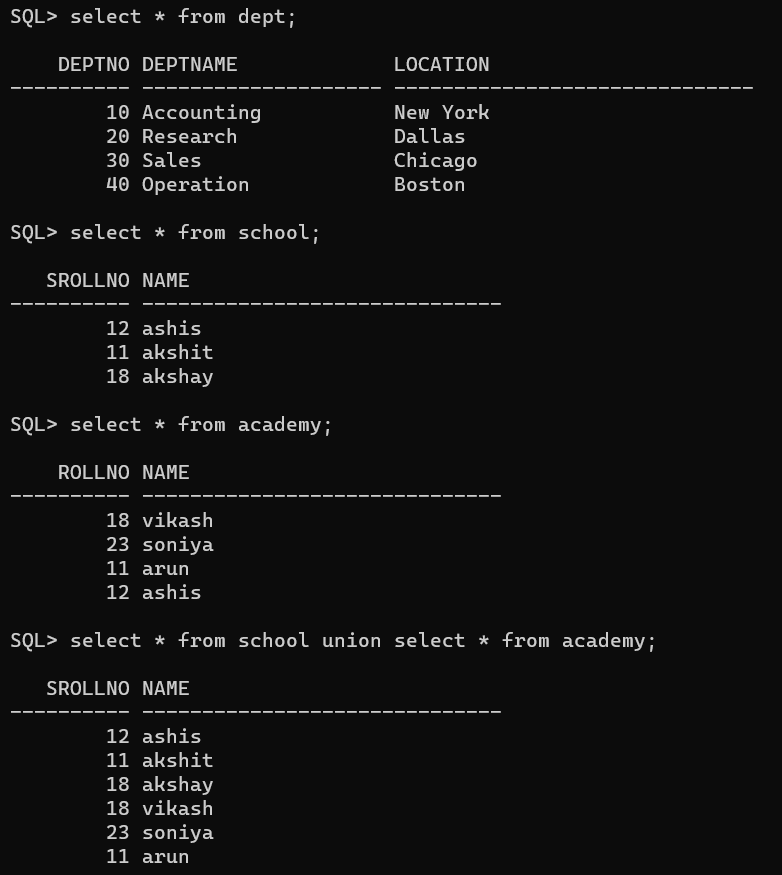 SQL> select * from dept;
DEPTNO DEPTNAME LOCATION
---------- -------------------- ------------------------------
10 Accounting New York
20 Research Dallas
30 Sales Chicago
40 Operation Boston
SQL> select * from school;
SROLLNO NAME
---------- ------------------------------
12 ashis
11 akshit
18 akshay
SQL> select * from academy;
ROLLNO NAME
---------- ------------------------------
18 vikash
23 soniya
11 arun
12 ashis
SQL> select * from school union select * from academy;
SROLLNO NAME
---------- ------------------------------
12 ashis
11 akshit
18 akshay
18 vikash
23 soniya
11 arun